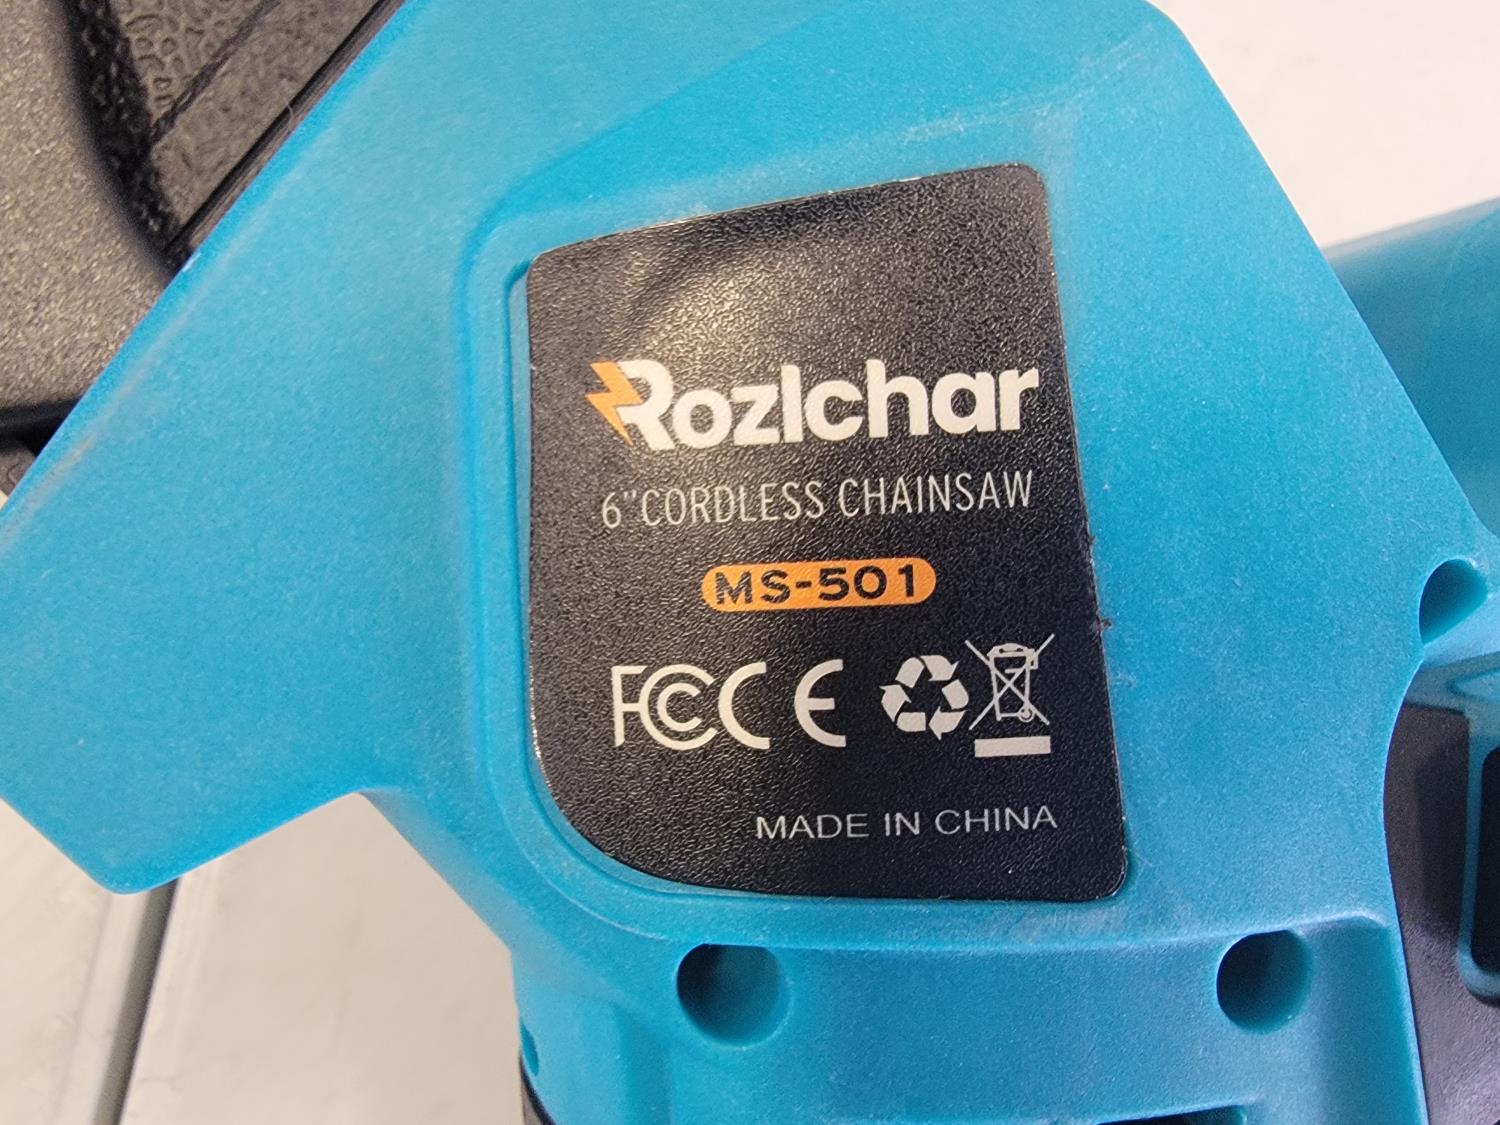 Rozlchar
6"CORDLESS CHAINSAW
MS-501
FCC CE
MADE IN CHINA